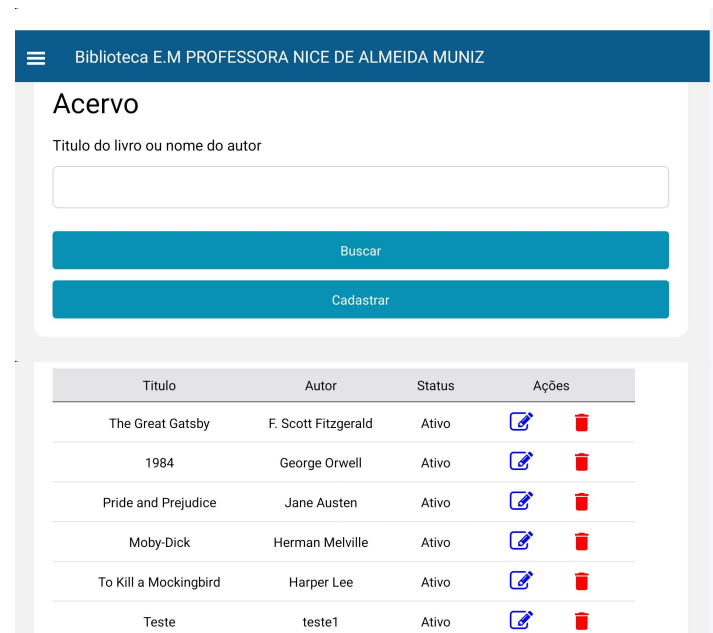 Biblioteca E.M PROFESSORA NICE DE ALMEIDA MUNIZ
Acervo
Titulo do livro ou nome do autor
Buscar
Cadastrar
Titulo Autor Status Ações
The Great Gatsby F. Scott Fitzgerald Ativo
1984 George Orwell Ativo
Pride and Prejudice Jane Austen Ativo
Moby-Dick Herman Melville Ativo
To Kill a Mockingbird Harper Lee Ativo
Teste teste1 Ativo